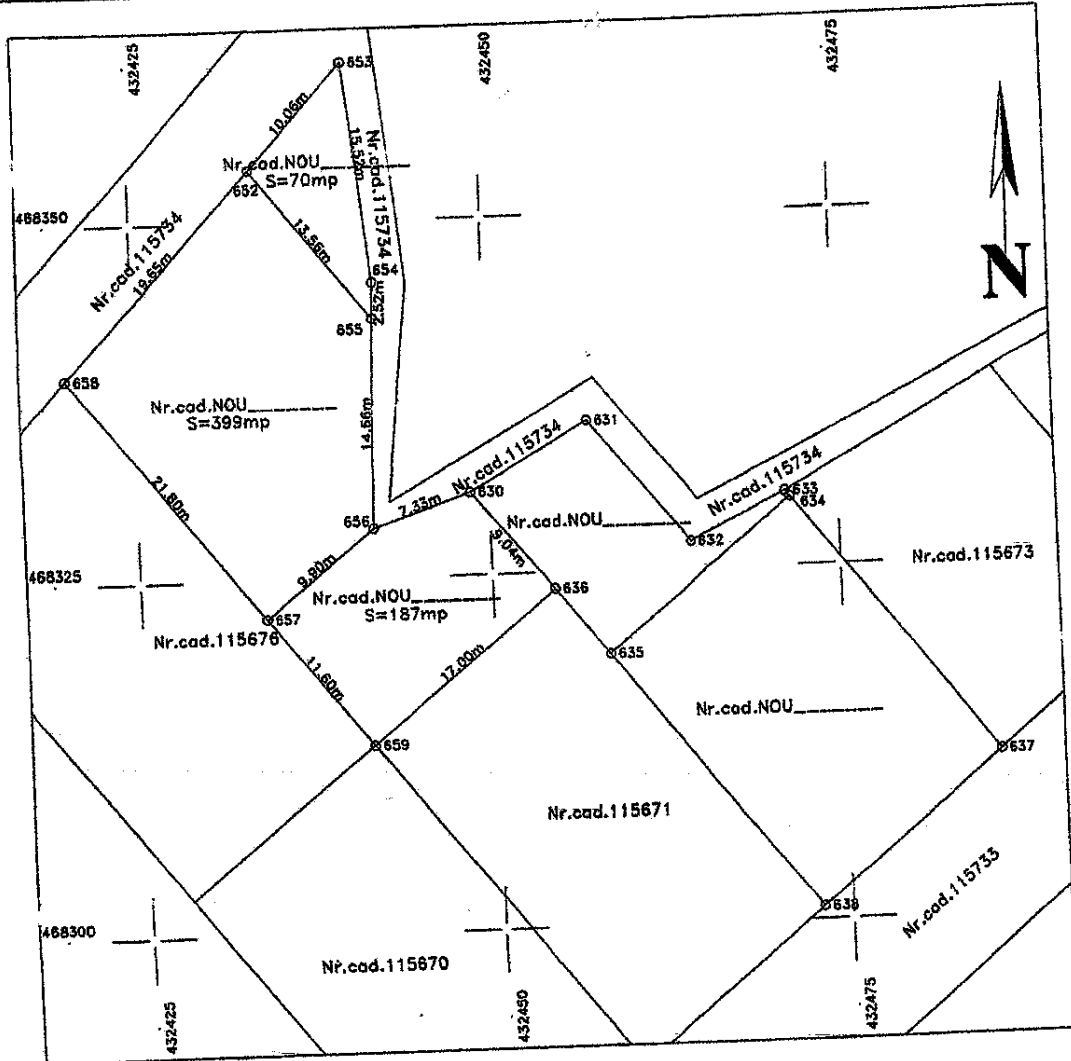 432425
432450
432475
653
10.06m
15.52m
Nr.cad.115734
Nr.cad.NOU
S=70mp
652
468350
Nr.cad.115734
19.65m
13.56m
654
2.52m
655
N
658
Nr.cad.NOU
S=399mp
14.66m
631
Nr.cad.115734
630
7.33m
656
Nr.cad.115734
633
634
21.80m
Nr.cad.NOU
632
9.04m
Nr.cad.115673
468325
9.90m
Nr.cad.NOU
S=187mp
636
657
Nr.cad.115676
11.60m
17.00m
635
Nr.cad.NOU
659
637
Nr.cad.115671
638
Nr.cad.115733
468300
Nr.cad.115670
432425
432450
432475